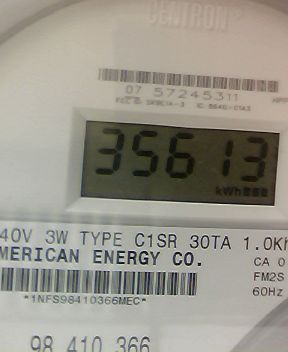 CENTRON®
07 57245311
35613
kWh
40V 3W TYPE C1SR 30TA 1.0Kh
MERICAN ENERGY CO.
CA 0
FM2S
60Hz
*1NFS98410366MEC*
98 410 366